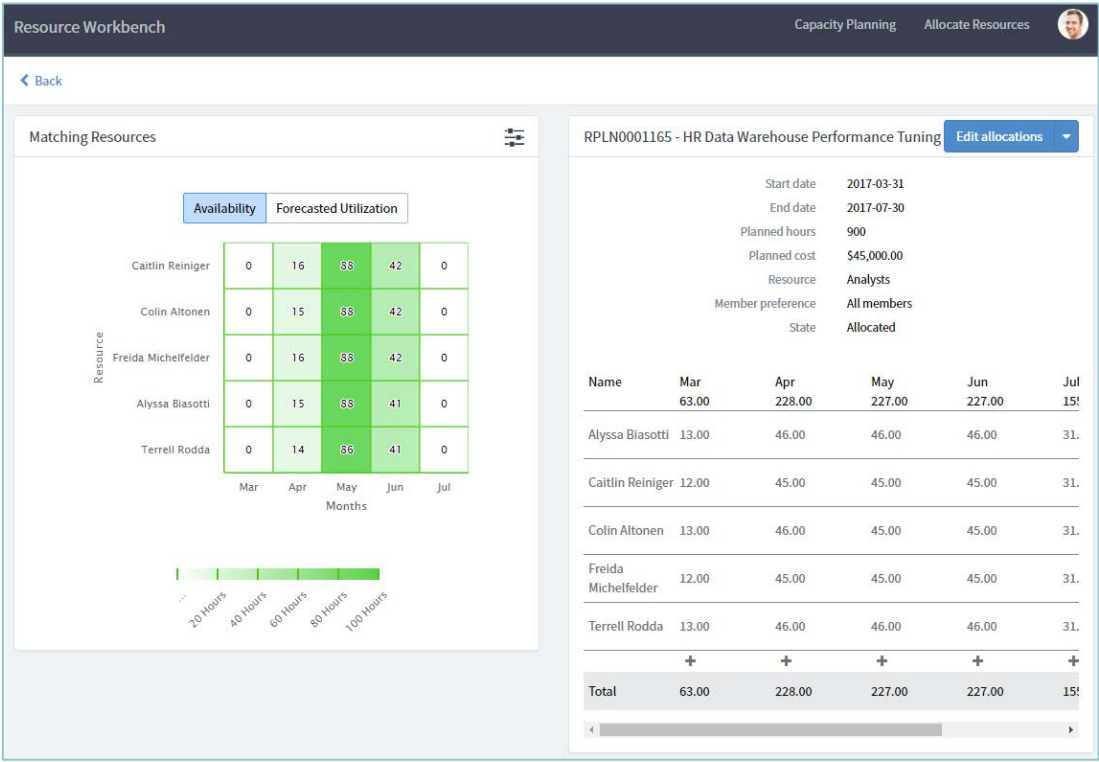 Resource Workbench
Capacity Planning Allocate Resources
Back
Matching Resources
Availability Forecasted Utilization
Resource
Caitlin Reiniger 0 16 88 42 0
Colin Altonen 0 15 88 42 0
Freida Michelfelder 0 16 88 42 0
Alyssa Biasotti 0 15 88 41 0
Terrell Rodda 0 14 86 41 0
Mar Apr May Jun Jul
Months
... 20 Hours 40 Hours 60 Hours 80 Hours 100 Hours
RPLN0001165 - HR Data Warehouse Performance Tuning Edit allocations
Start date 2017-03-31
End date 2017-07-30
Planned hours 900
Planned cost $45,000.00
Resource Analysts
Member preference All members
State Allocated
Name Mar Apr May Jun Jul
63.00 228.00 227.00 227.00
Alyssa Biasotti 13.00 46.00 46.00 46.00 31.
Caitlin Reiniger 12.00 45.00 45.00 45.00 31.
Colin Altonen 13.00 46.00 45.00 45.00 31.
Freida
Michelfelder 12.00 45.00 45.00 45.00 31.
Terrell Rodda 13.00 46.00 46.00 46.00 31.
+ + + + +
Total 63.00 228.00 227.00 227.00